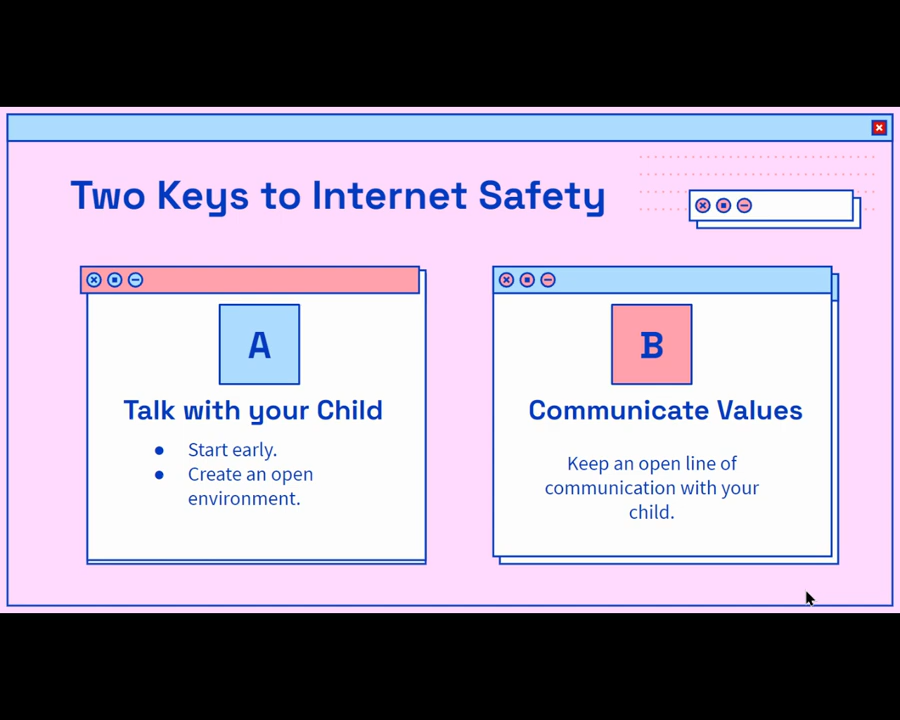 Two Keys to Internet Safety
A
Talk with your Child
● Start early.
● Create an open
environment.
B
Communicate Values
Keep an open line of
communication with your
child.